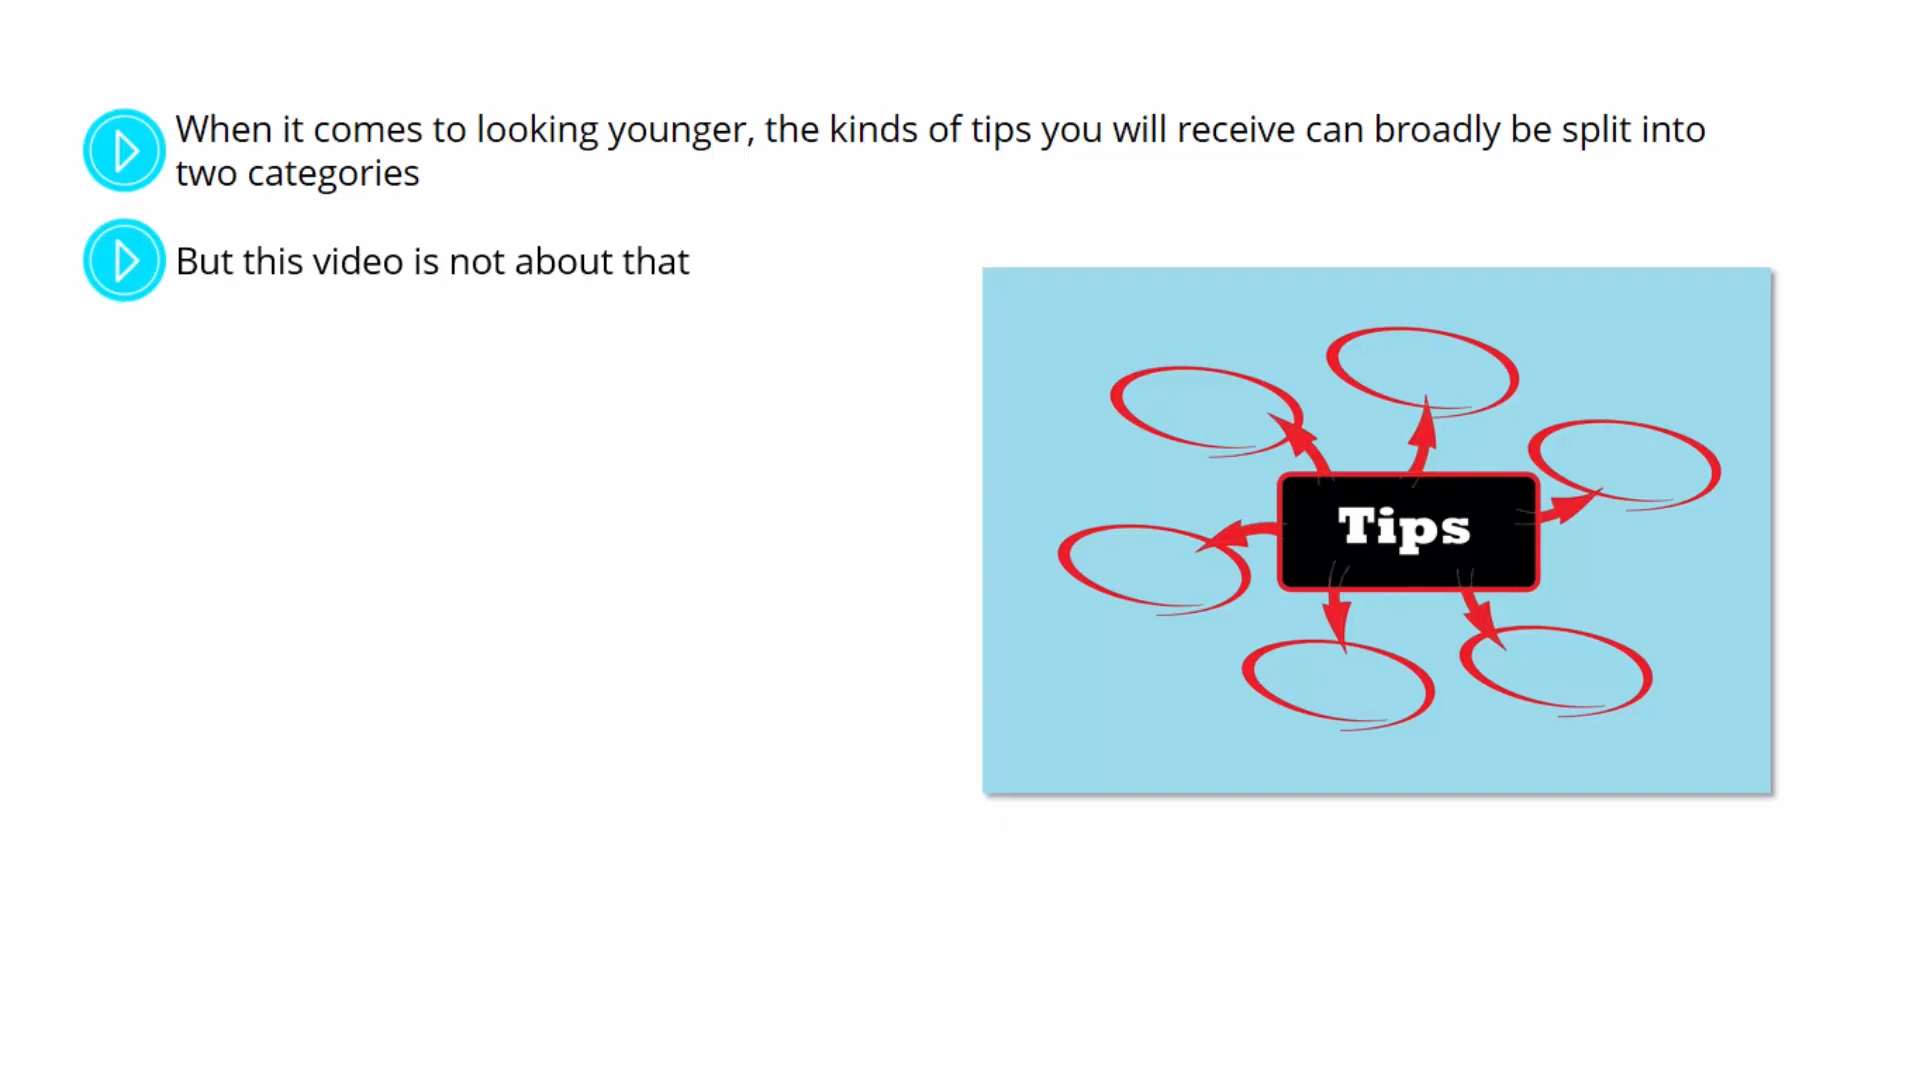 When it comes to looking younger, the kinds of tips you will receive can broadly be split into
two categories
But this video is not about that
Tips